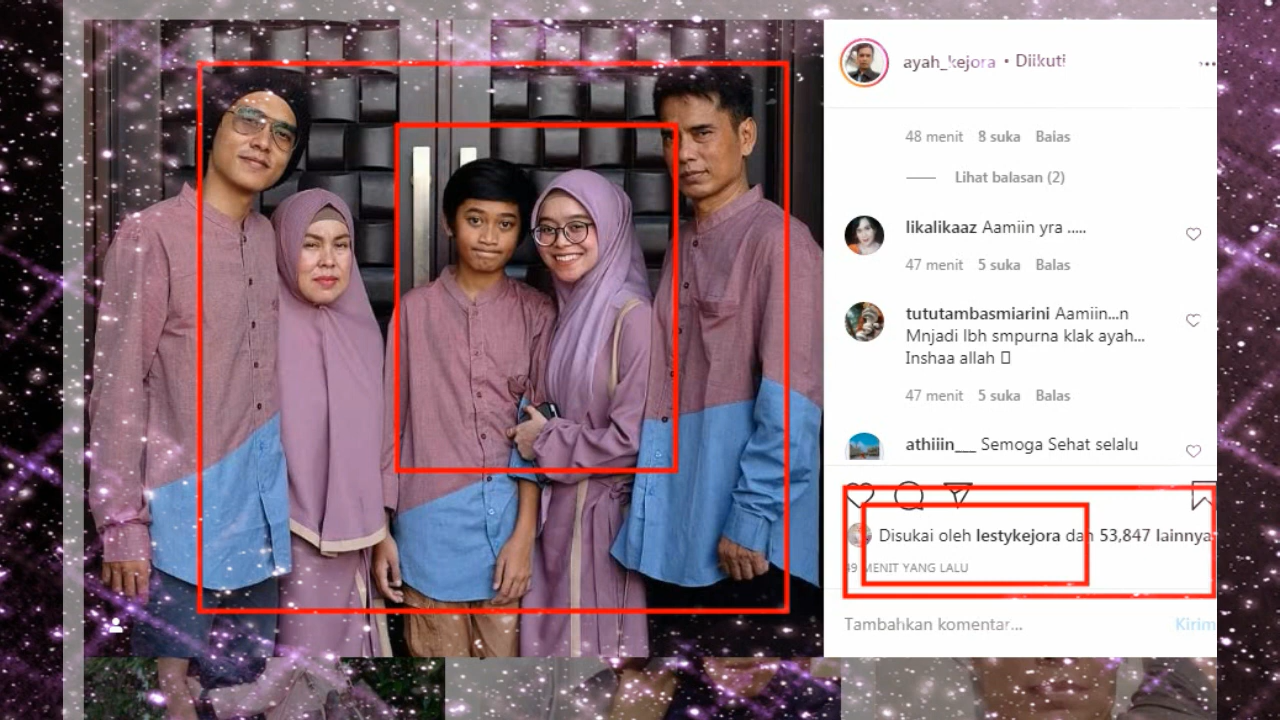 ayah_kejora • Diikuti
48 menit 8 suka Balas
Lihat balasan (2)
likalikaaz Aamiin yra .....
47 menit 5 suka Balas
tututambasmiarini Aamiin...n
Mnjadi lbh smpurna klak ayah...
Inshaa allah
47 menit 5 suka Balas
athiiin___ Semoga Sehat selalu
Disukai oleh lestykejora dan 53,847 lainnya
49 MENIT YANG LALU
Tambahkan komentar...
Kirim